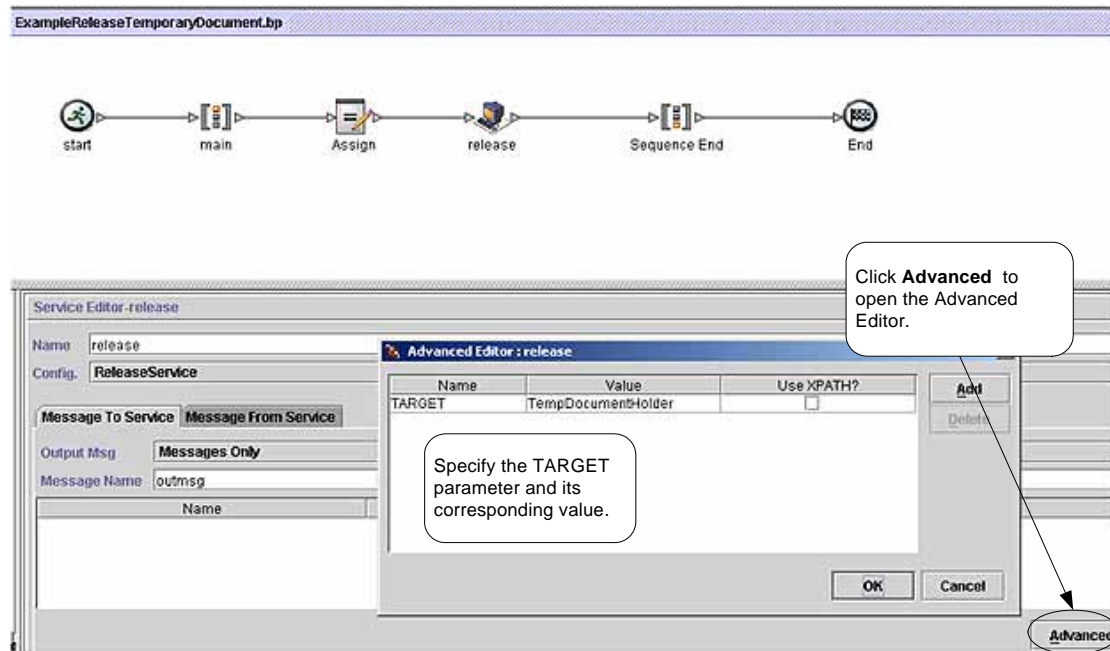 ExampleReleaseTemporaryDocument.bp
start
main
Assign
release
Sequence End
End
Click Advanced to
open the Advanced
Editor.
Service Editor-release
Name release
Config. ReleaseService
Message To Service Message From Service
Output Msg Messages Only
Message Name outmsg
Name
Advanced Editor : release
Name Value Use XPATH?
TARGET TempDocumentHolder
Add
Delete
Specify the TARGET
parameter and its
corresponding value.
OK Cancel
Advanced